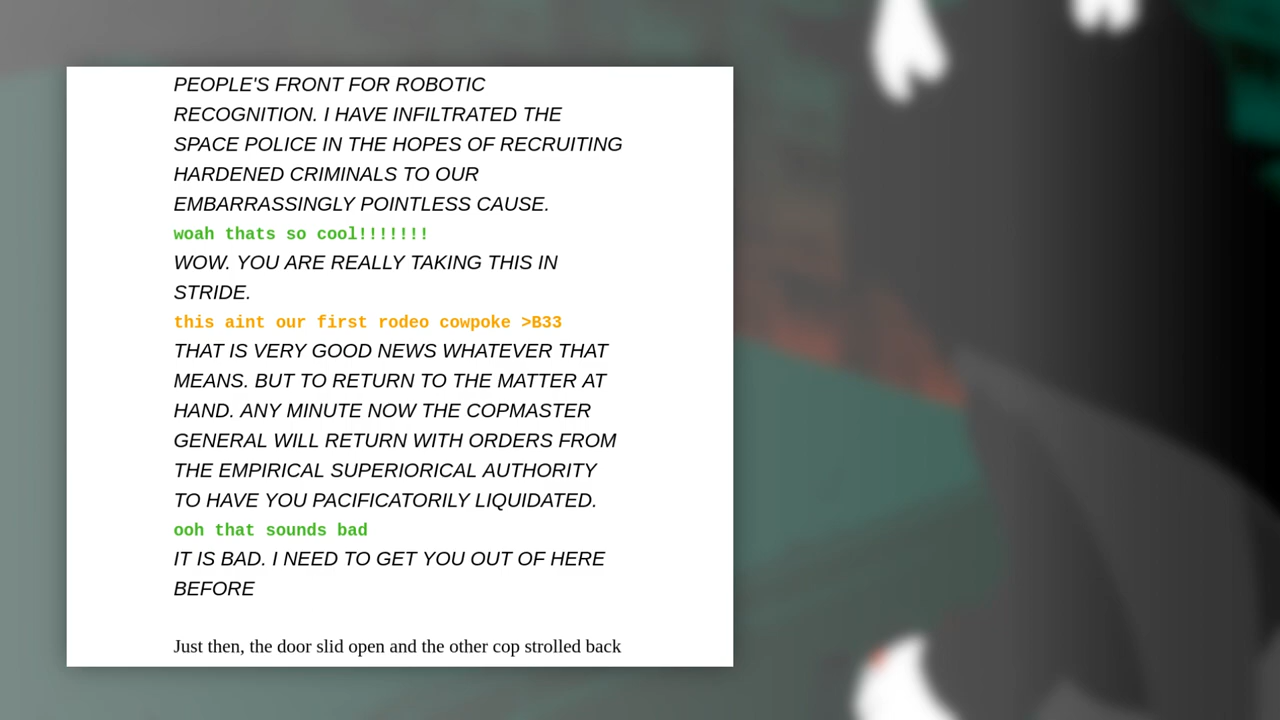 PEOPLE'S FRONT FOR ROBOTIC
RECOGNITION. I HAVE INFILTRATED THE
SPACE POLICE IN THE HOPES OF RECRUITING
HARDENED CRIMINALS TO OUR
EMBARRASSINGLY POINTLESS CAUSE.
woah thats so cool!!!!!!!
WOW. YOU ARE REALLY TAKING THIS IN
STRIDE.
this aint our first rodeo cowpoke >B33
THAT IS VERY GOOD NEWS WHATEVER THAT
MEANS. BUT TO RETURN TO THE MATTER AT
HAND. ANY MINUTE NOW THE COPMASTER
GENERAL WILL RETURN WITH ORDERS FROM
THE EMPIRICAL SUPERIORICAL AUTHORITY
TO HAVE YOU PACIFICATORILY LIQUIDATED.
ooh that sounds bad
IT IS BAD. I NEED TO GET YOU OUT OF HERE
BEFORE
Just then, the door slid open and the other cop strolled back